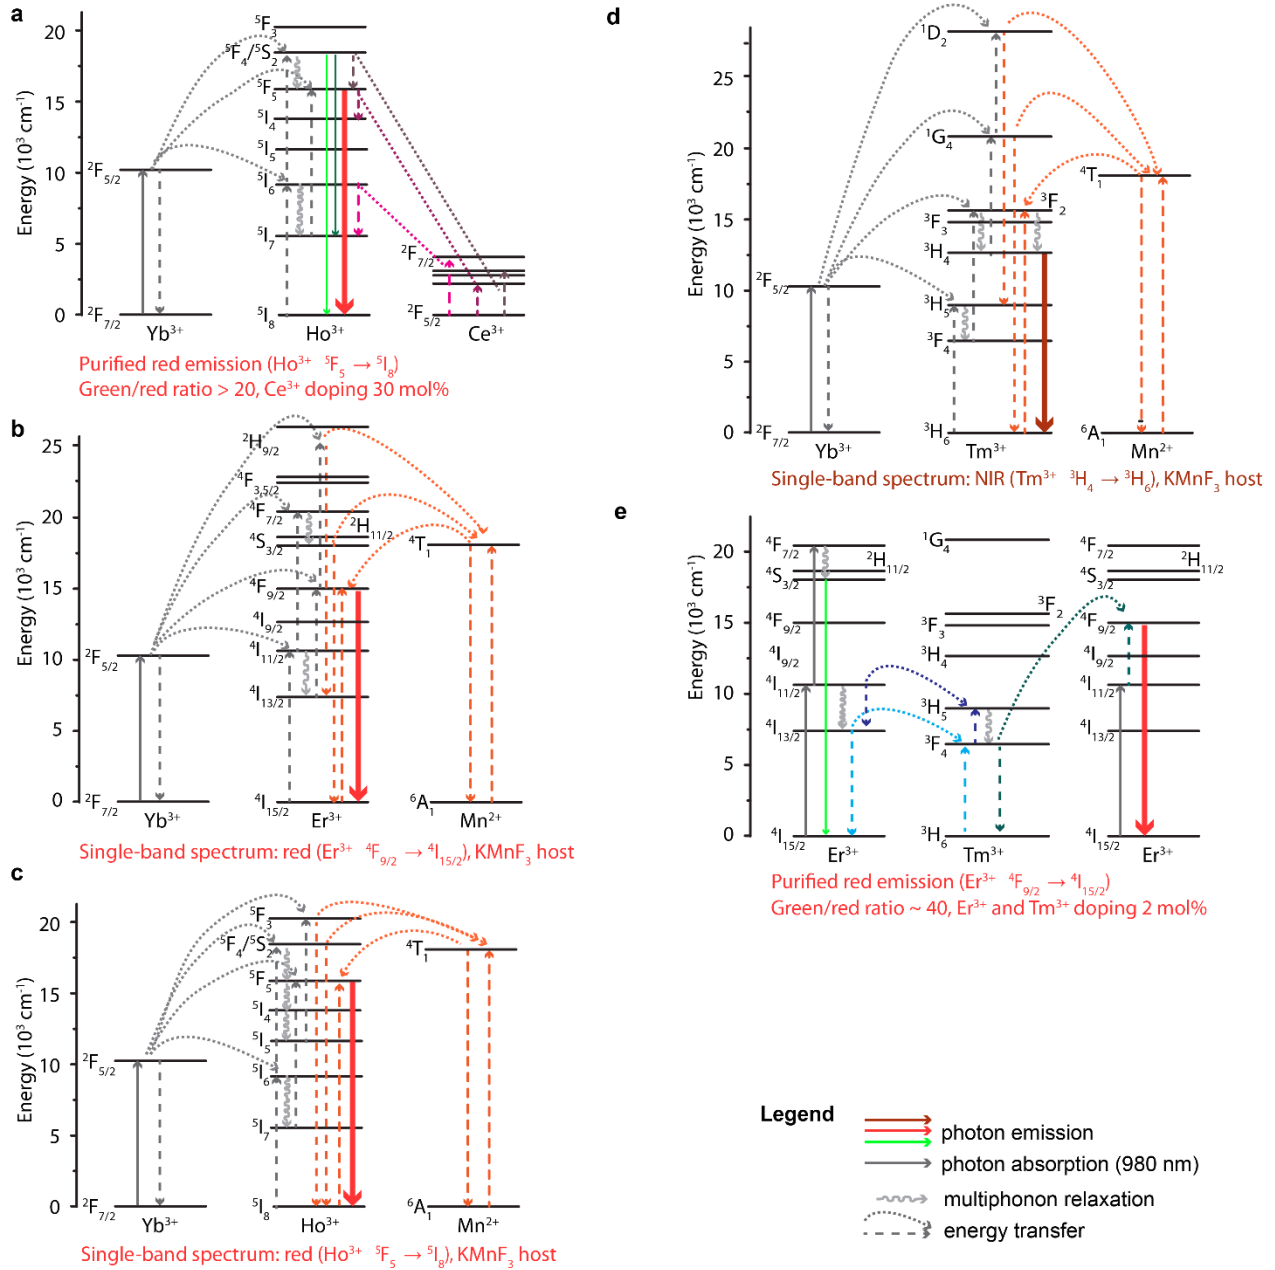 a
Energy (10³ cm⁻¹)
20
15
10
5
0
⁵F₃
⁵F₄/⁵S₂
⁵F₅
⁵I₄
⁵I₅
⁵I₆
⁵I₇
⁵I₈
²F₅/₂
²F₇/₂
²F₇/₂
²F₅/₂
Yb³⁺ Ho³⁺ Ce³⁺
Purified red emission (Ho³⁺ ⁵F₅ → ⁵I₈)
Green/red ratio > 20, Ce³⁺ doping 30 mol%
b
Energy (10³ cm⁻¹)
25
20
15
10
5
0
²H₉/₂
⁴F₃,₅/₂
⁴F₇/₂
²H₁₁/₂
⁴S₃/₂
⁴F₉/₂
⁴I₉/₂
⁴I₁₁/₂
⁴I₁₃/₂
⁴I₁₅/₂
²F₅/₂
²F₇/₂
⁴T₁
⁶A₁
Yb³⁺ Er³⁺ Mn²⁺
Single-band spectrum: red (Er³⁺ ⁴F₉/₂ → ⁴I₁₅/₂), KMnF₃ host
c
Energy (10³ cm⁻¹)
20
15
10
5
0
⁵F₃
⁵F₄/⁵S₂
⁵F₅
⁵I₄
⁵I₅
⁵I₆
⁵I₇
⁵I₈
²F₅/₂
²F₇/₂
⁴T₁
⁶A₁
Yb³⁺ Ho³⁺ Mn²⁺
Single-band spectrum: red (Ho³⁺ ⁵F₅ → ⁵I₈), KMnF₃ host
d
Energy (10³ cm⁻¹)
25
20
15
10
5
0
¹D₂
¹G₄
³F₂
³F₃
³H₄
³H₅
³F₄
³H₆
²F₅/₂
²F₇/₂
⁴T₁
⁶A₁
Yb³⁺ Tm³⁺ Mn²⁺
Single-band spectrum: NIR (Tm³⁺ ³H₄ → ³H₆), KMnF₃ host
e
Energy (10³ cm⁻¹)
20
15
10
5
0
⁴F₇/₂
²H₁₁/₂
⁴S₃/₂
⁴F₉/₂
⁴I₉/₂
⁴I₁₁/₂
⁴I₁₃/₂
⁴I₁₅/₂
¹G₄
³F₂
³F₃
³H₄
³H₅
³F₄
³H₆
⁴F₇/₂
²H₁₁/₂
⁴S₃/₂
⁴F₉/₂
⁴I₉/₂
⁴I₁₁/₂
⁴I₁₃/₂
⁴I₁₅/₂
Er³⁺ Tm³⁺ Er³⁺
Purified red emission (Er³⁺ ⁴F₉/₂ → ⁴I₁₅/₂)
Green/red ratio ~ 40, Er³⁺ and Tm³⁺ doping 2 mol%
Legend
photon emission
photon absorption (980 nm)
multiphonon relaxation
energy transfer